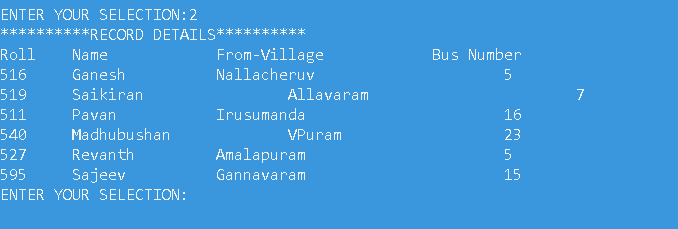 ENTER YOUR SELECTION:2
**********RECORD DETAILS**********
Roll    Name            From-Village            Bus Number
516     Ganesh          Nallacheruv                     5
519     Saikiran                Allavaram                       7
511     Pavan           Irusumanda                      16
540     Madhubushan             VPuram                  23
527     Revanth         Amalapuram                      5
595     Sajeev          Gannavaram                      15
ENTER YOUR SELECTION: